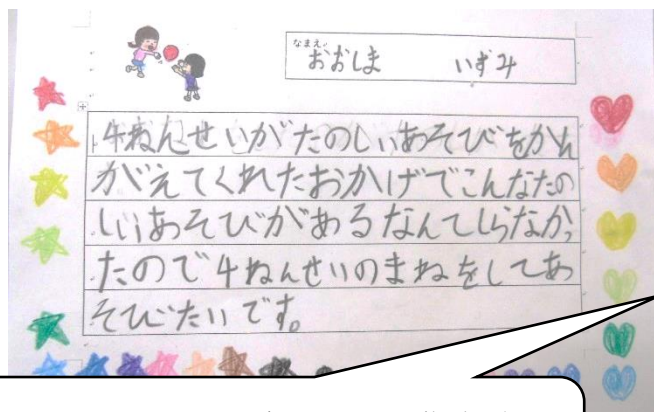 なまえ
おおしま いずみ
4ねんせいがたのしいあそびをかん
がえてくれたおかげでこんなたの
しいあそびがあるなんてしらなかっ
たので4ねんせいのまねをしてあ
そびたいです。